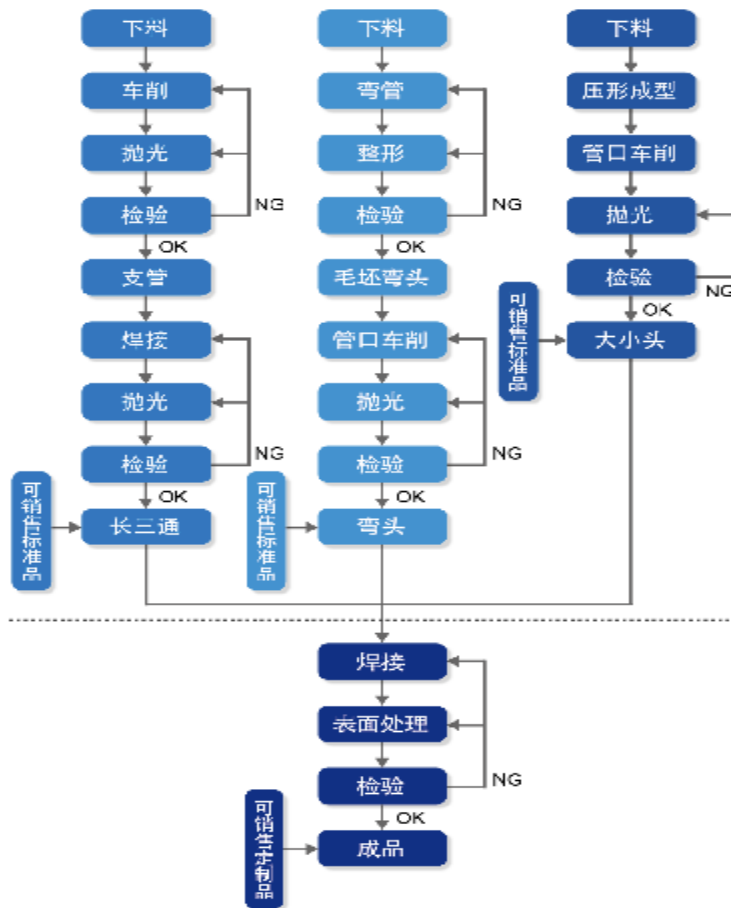 下料
车削
抛光
检验
NG
OK
支管
焊接
抛光
检验
NG
OK
可销售标准品
长三通
下料
弯管
整形
检验
NG
OK
毛坯弯头
管口车削
抛光
检验
NG
OK
可销售标准品
弯头
下料
压形成型
管口车削
抛光
检验
NG
OK
可销售标准品
大小头
焊接
表面处理
检验
NG
OK
可销售定制品
成品